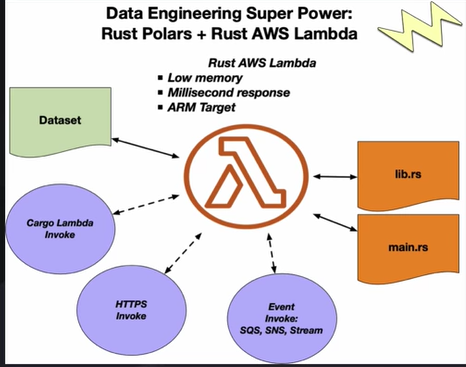 Data Engineering Super Power:
Rust Polars + Rust AWS Lambda
Rust AWS Lambda
▪ Low memory
▪ Millisecond response
▪ ARM Target
Dataset
lib.rs
Cargo Lambda
Invoke
main.rs
HTTPS
Invoke
Event
Invoke:
SQS, SNS, Stream